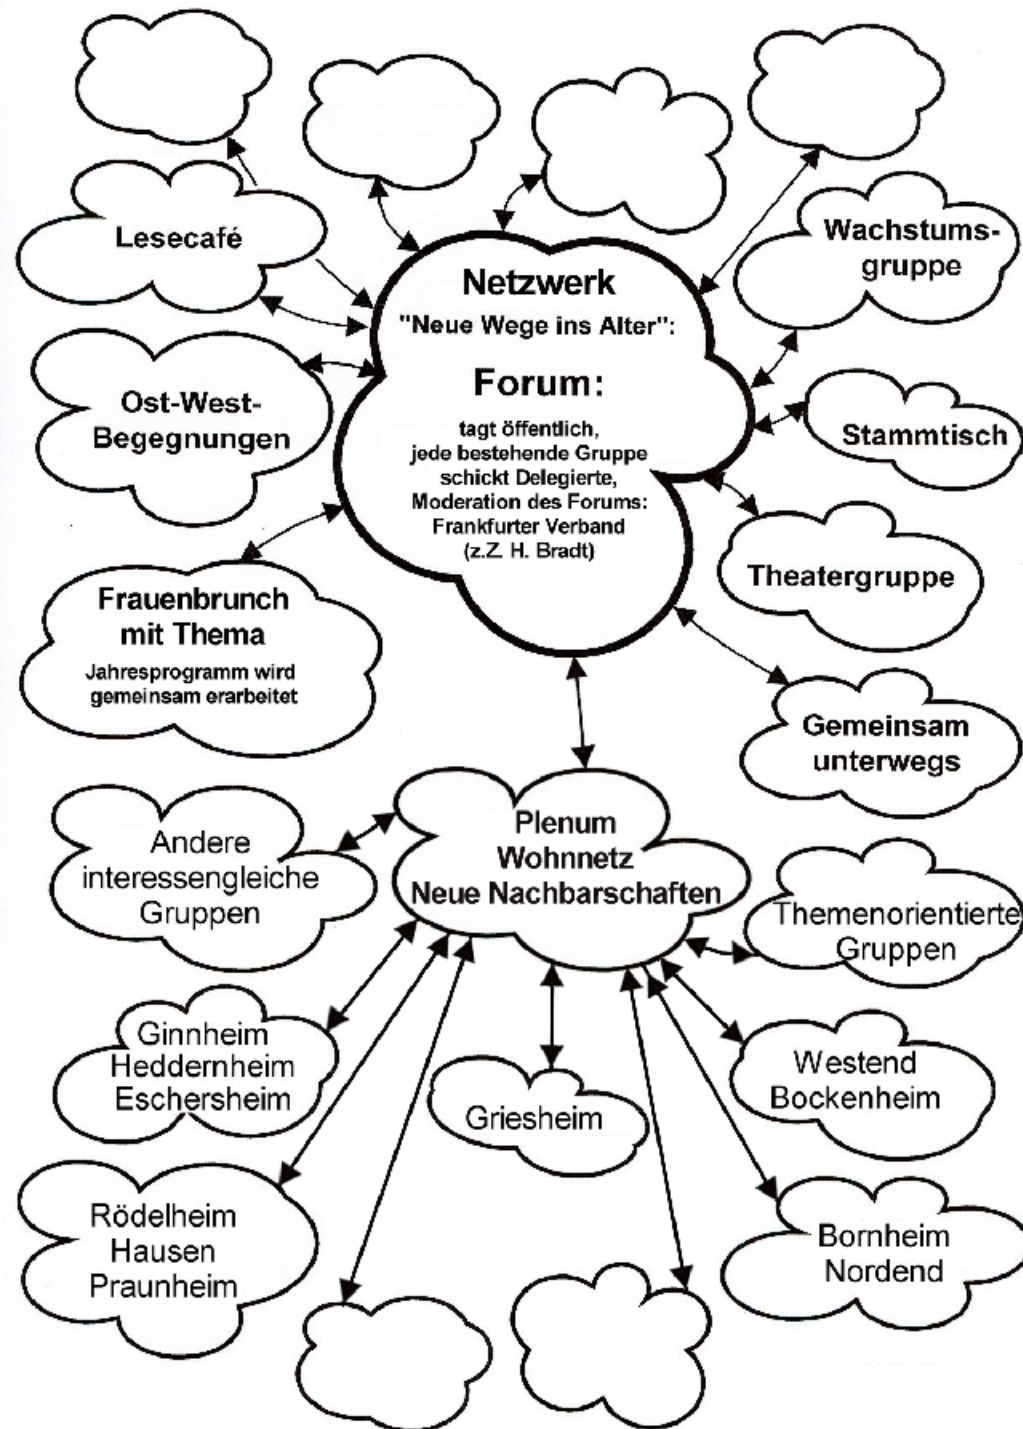 Lesecafé
Wachstums-
gruppe
Netzwerk
"Neue Wege ins Alter":
Forum:
tagt öffentlich,
jede bestehende Gruppe
schickt Delegierte,
Moderation des Forums:
Frankfurter Verband
(z.Z. H. Bradt)
Ost-West-
Begegnungen
Stammtisch
Theatergruppe
Frauenbrunch
mit Thema
Jahresprogramm wird
gemeinsam erarbeitet
Gemeinsam
unterwegs
Plenum
Wohnnetz
Neue Nachbarschaften
Andere
interessengleiche
Gruppen
Themenorientierte
Gruppen
Ginnheim
Heddernheim
Eschersheim
Griesheim
Westend
Bockenheim
Rödelheim
Hausen
Praunheim
Bornheim
Nordend